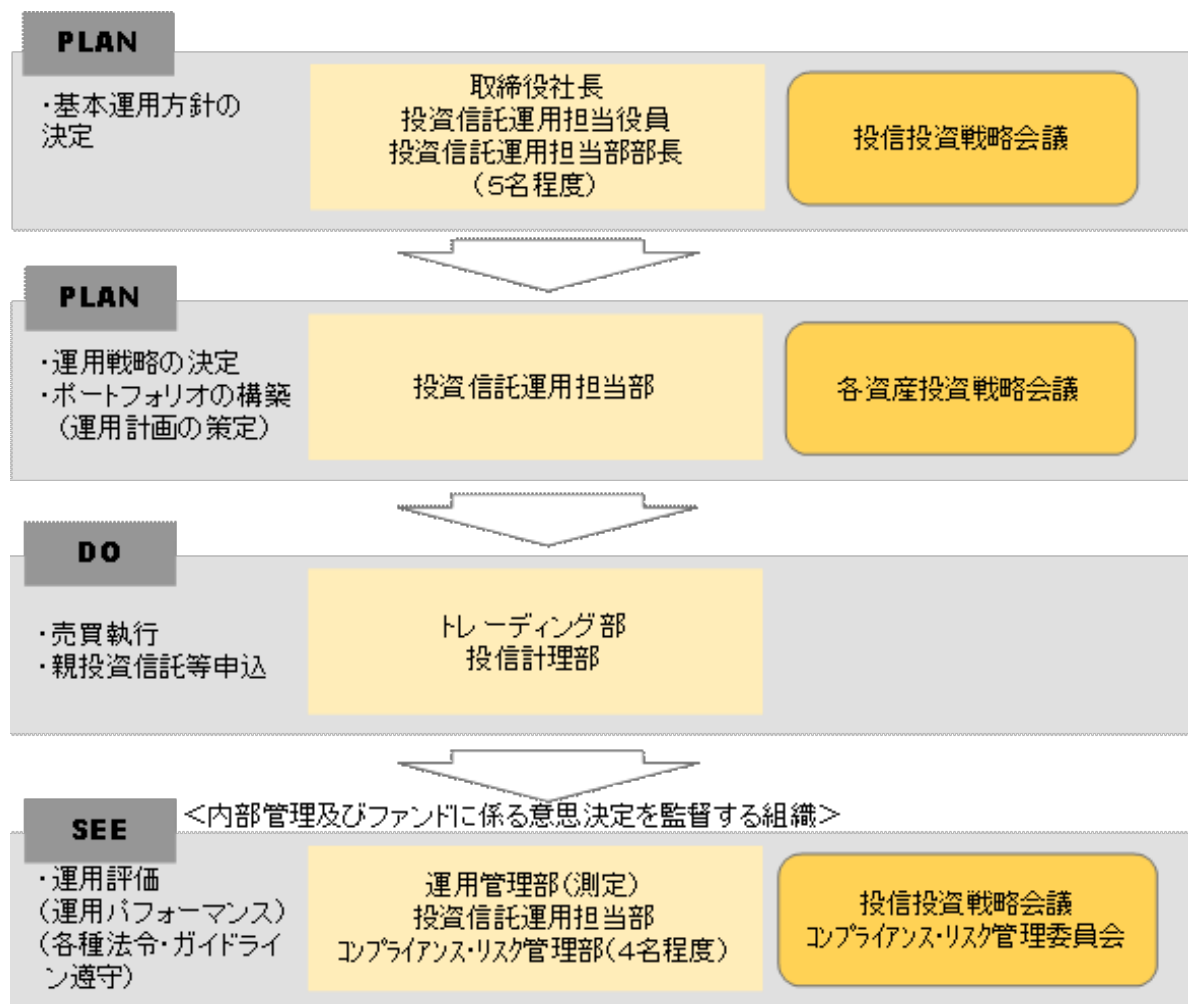 PLAN
・基本運用方針の
決定
取締役社長
投資信託運用担当役員
投資信託運用担当部部長
(5名程度)
投信投資戦略会議
PLAN
・運用戦略の決定
・ポートフォリオの構築
(運用計画の策定)
投資信託運用担当部
各資産投資戦略会議
DO
・売買執行
・親投資信託等申込
トレーディング部
投信計理部
SEE
<内部管理及びファンドに係る意思決定を監督する組織>
・運用評価
(運用パフォーマンス)
(各種法令・ガイドライ
ン遵守)
運用管理部(測定)
投資信託運用担当部
コンプライアンス・リスク管理部(4名程度)
投信投資戦略会議
コンプライアンス・リスク管理委員会